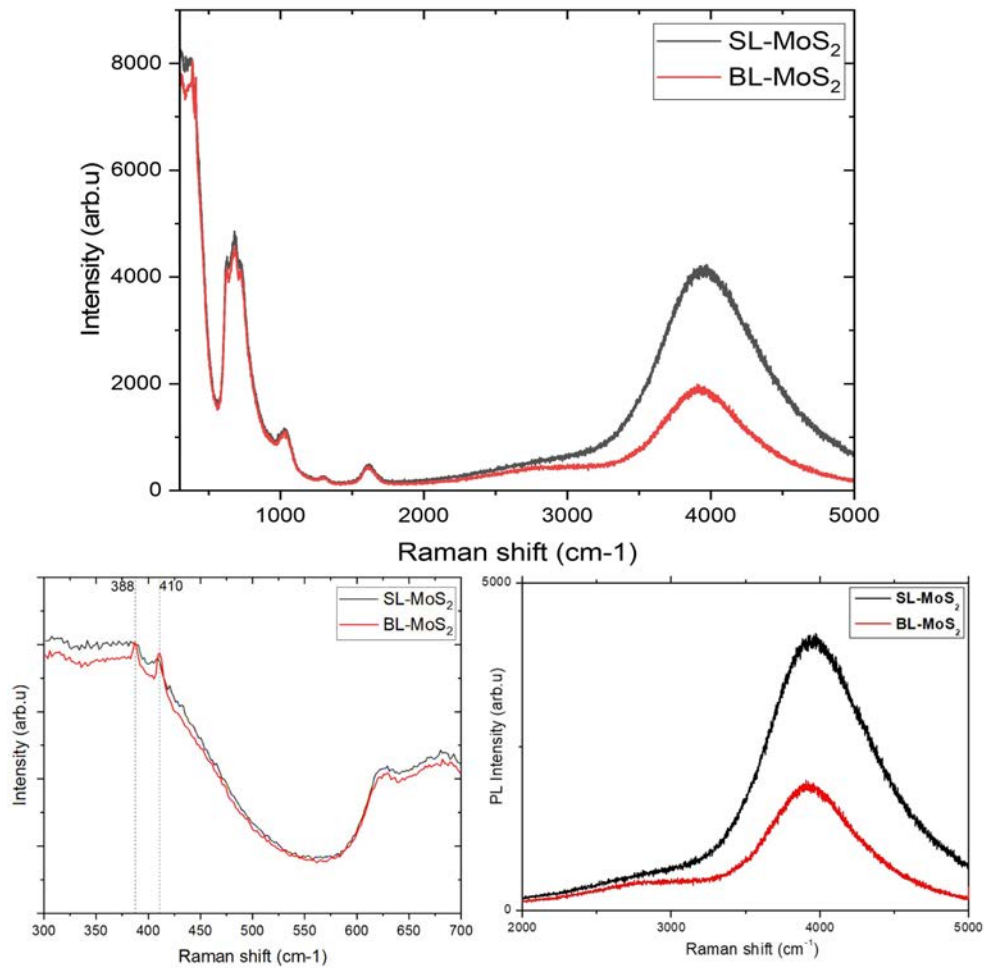 SL-MoS₂
BL-MoS₂
8000
6000
4000
2000
0
Intensity (arb.u)
1000
2000
3000
4000
5000
Raman shift (cm-1)
388
410
SL-MoS₂
BL-MoS₂
Intensity (arb.u)
300
350
400
450
500
550
600
650
700
Raman shift (cm-1)
5000
SL-MoS₂
BL-MoS₂
PL Intensity (arb.u)
0
2000
3000
4000
5000
Raman shift (cm⁻¹)